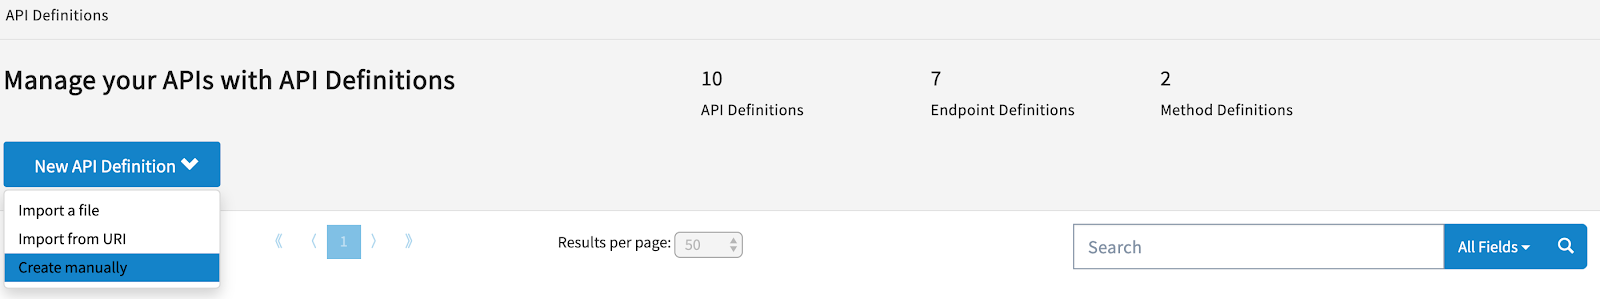 API Definitions
Manage your APIs with API Definitions
10
API Definitions
7
Endpoint Definitions
2
Method Definitions
New API Definition
Import a file
Import from URI
Create manually
《 〈 1 〉 》
Results per page: 50
Search
All Fields